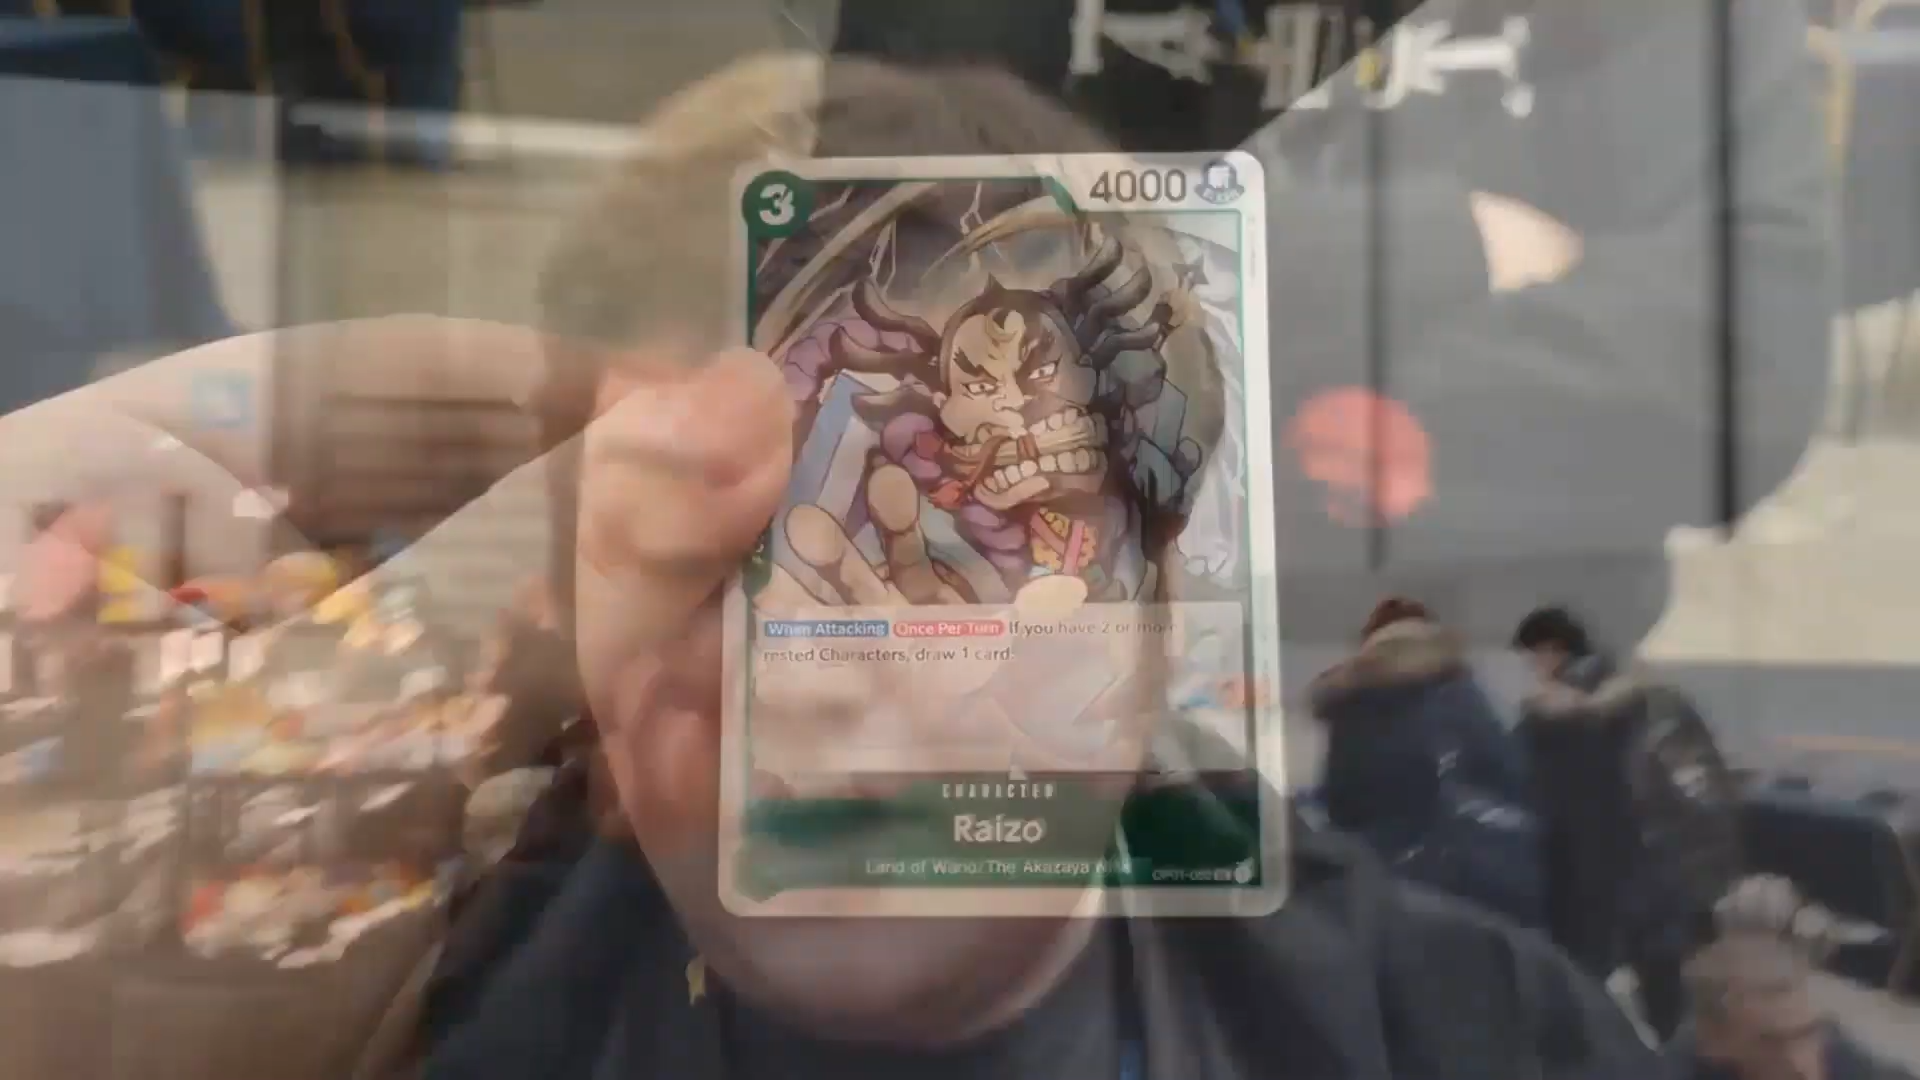 3
4000
When Attacking Once Per Turn If you have 2 or more
rested Characters, draw 1 card.
CHARACTER
Raizo
Land of Wano/The Akazaya